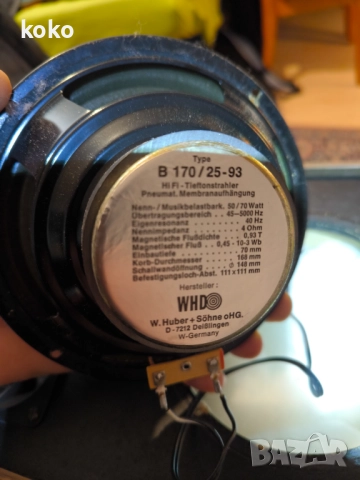 koko
Type
B 170/25-93
Hi Fi-Tieftonstrahler
Pneumat. Membranaufhängung
Nenn-/Musikbelastbark. 50/70 Watt
Übertragungsbereich .. 45-5000 Hz
Eigenresonanz 40 Hz
Nennimpedanz 4 Ohm
Magnetische Flußdichte 0,93 T
Magnetischer Fluß .. 0,45·10-3 Wb
Einbautiefe 70 mm
Korb-Durchmesser 168 mm
Schallwandöffnung ø 148 mm
Befestigungsloch-Abst. 111x111 mm
Hersteller:
WHD
W. Huber + Söhne oHG.
D-7212 Deißlingen
W-Germany
BAZAR